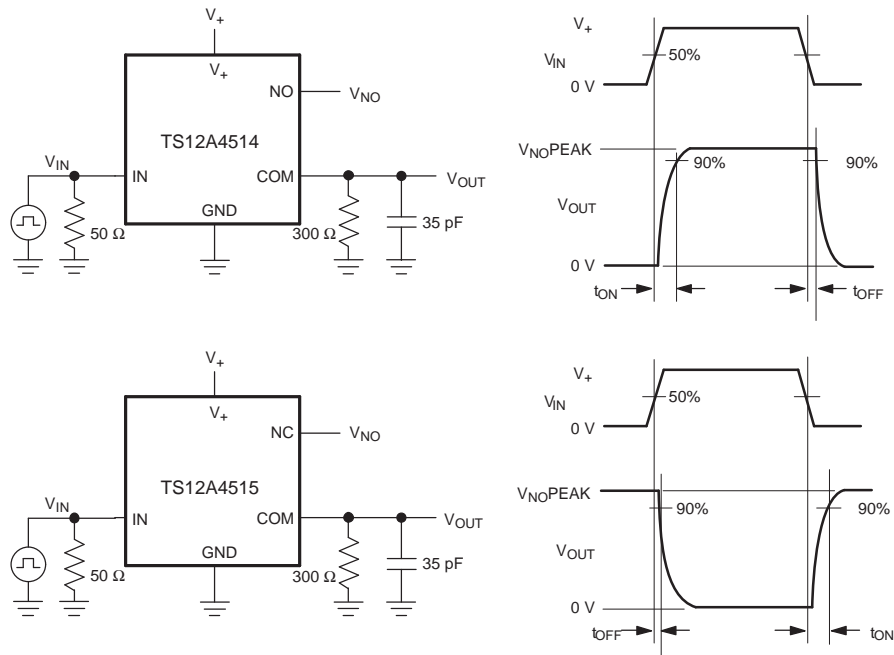 V+
V+
NO
VNO
TS12A4514
VIN
IN
COM
VOUT
GND
50 Ω
300 Ω
35 pF
V+
VIN
50%
0 V
VNOPEAK
90%
90%
VOUT
0 V
tON
tOFF
V+
V+
NC
VNO
TS12A4515
VIN
IN
COM
VOUT
GND
50 Ω
300 Ω
35 pF
V+
VIN
50%
0 V
VNOPEAK
90%
90%
VOUT
0 V
tOFF
tON